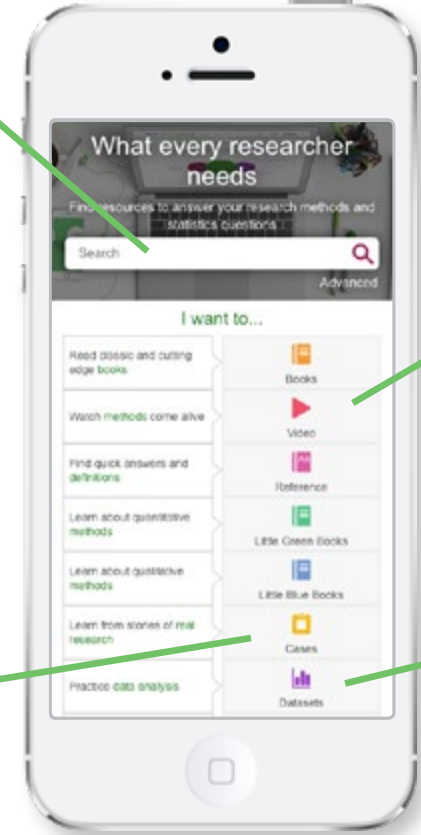 What every researcher
needs
Find resources to answer your research methods and
statistics questions
Search
Advanced
I want to...
Read classic and cutting
edge books
Books
Watch methods come alive
Video
Find quick answers and
definitions
Reference
Learn about quantitative
methods
Little Green Books
Learn about qualitative
methods
Little Blue Books
Learn from stories of real
research
Cases
Practice data analysis
Datasets